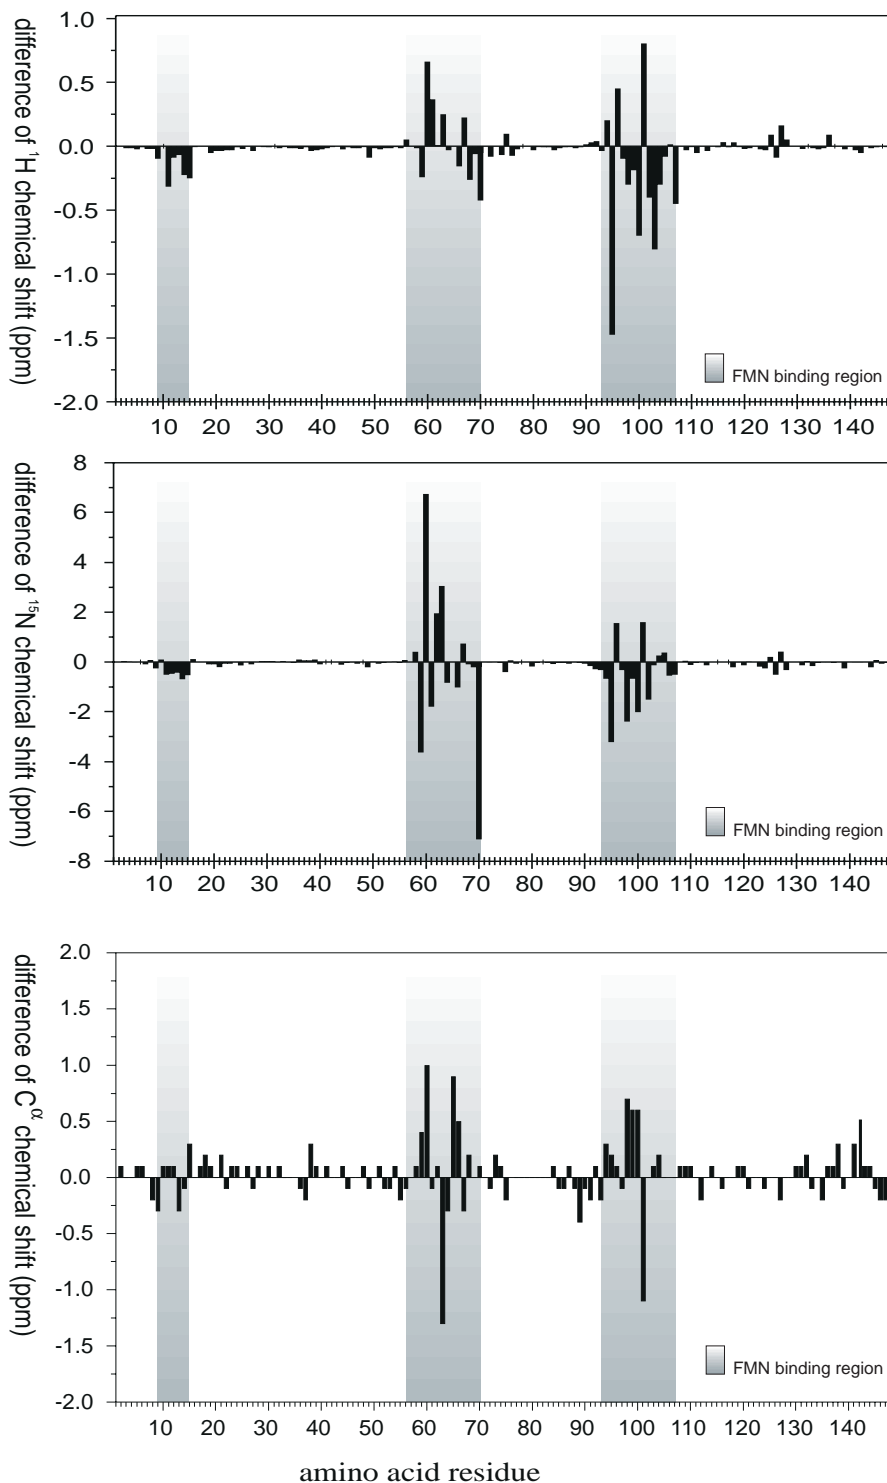 difference of ¹H chemical shift (ppm)
1.0
0.5
0.0
-0.5
-1.0
-1.5
-2.0
FMN binding region
10 20 30 40 50 60 70 80 90 100 110 120 130 140
difference of ¹⁵N chemical shift (ppm)
8
6
4
2
0
-2
-4
-6
-8
FMN binding region
10 20 30 40 50 60 70 80 90 100 110 120 130 140
difference of Cα chemical shift (ppm)
2.0
1.5
1.0
0.5
0.0
-0.5
-1.0
-1.5
-2.0
FMN binding region
10 20 30 40 50 60 70 80 90 100 110 120 130 140
amino acid residue